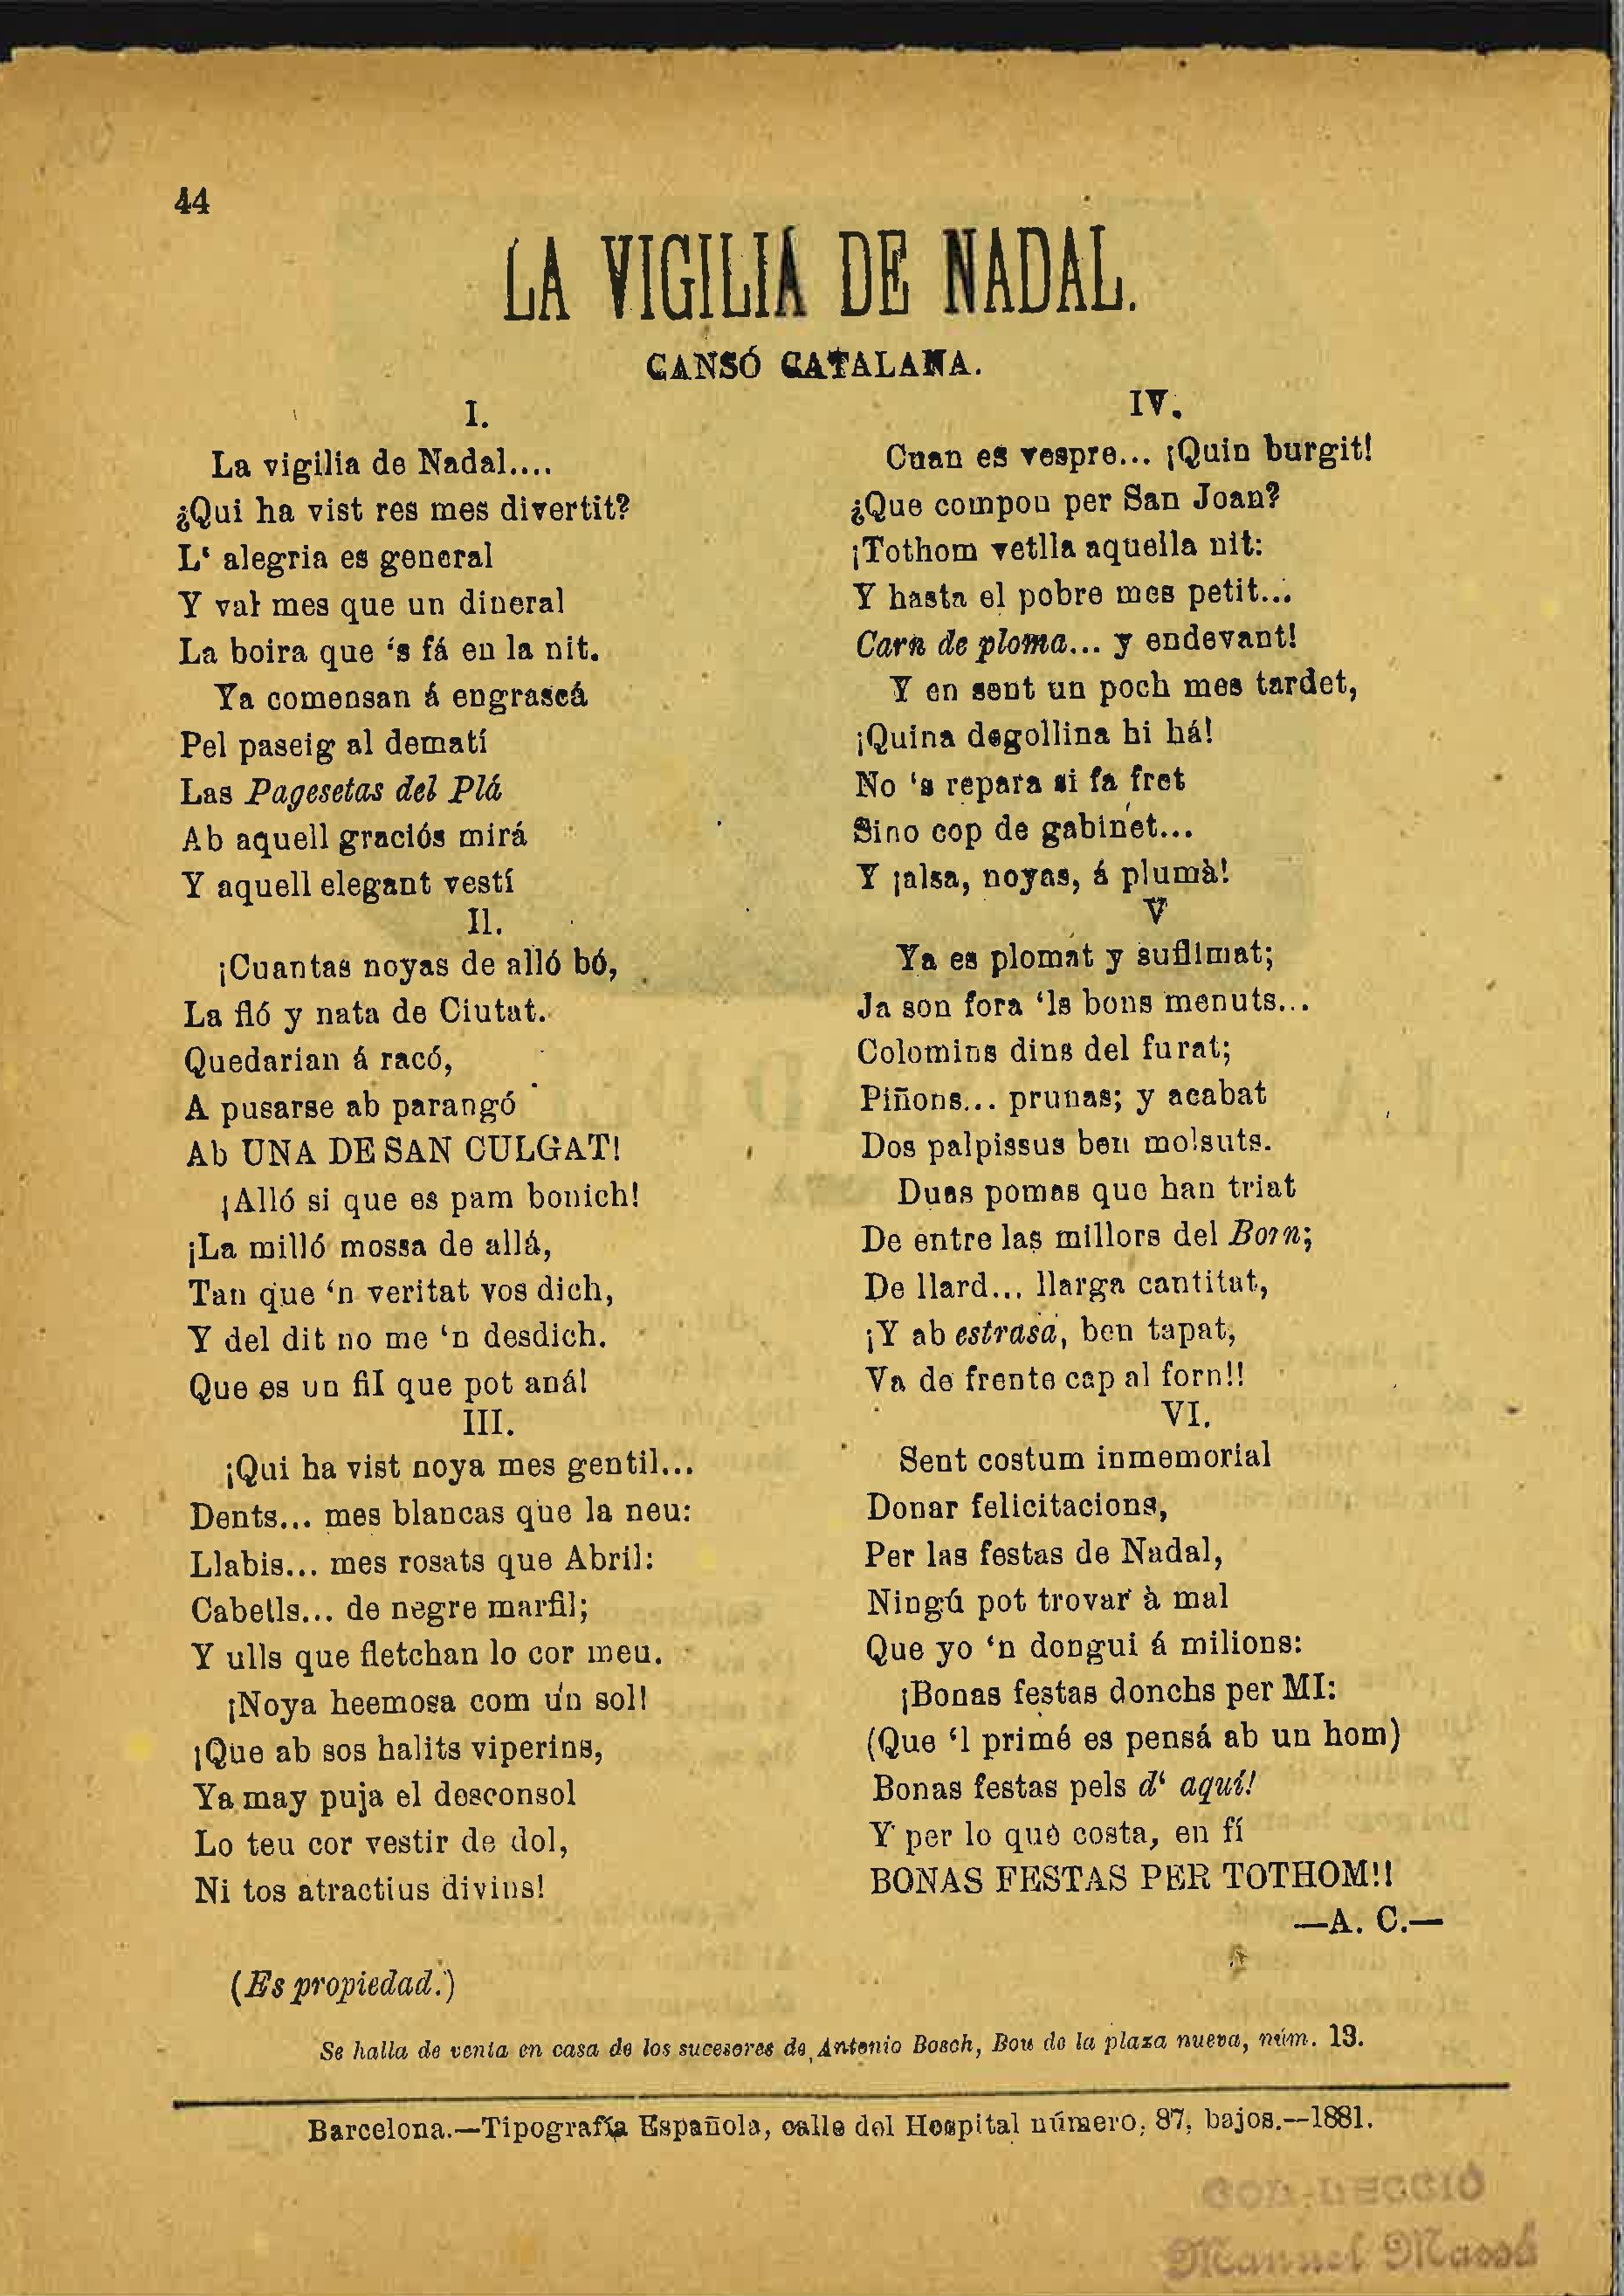 44
LA VIGILIA DE NADAL.
CANSÓ CATALANA.
I.
La vigilia de Nadal....
¿Qui ha vist res mes divertit?
L‘ alegria es general
Y val mes que un dineral
La boira que ‘s fá en la nit.
Ya comensan á engrascá
Pel paseig al dematí
Las Pagesetas del Plá
Ab aquell graciós mirá
Y aquell elegant vestí
II.
¡Cuantas noyas de alló bó,
La fló y nata de Ciutat.
Quedarian á racó,
A pusarse ab parangó
Ab UNA DE SAN CULGAT!
¡Alló si que es pam bonich!
¡La milló mossa de allá,
Tan que ‘n veritat vos dich,
Y del dit no me ‘n desdich.
Que es un fil que pot aná!
III.
¡Qui ha vist noya mes gentil...
Dents... mes blancas que la neu:
Llabis... mes rosats que Abril:
Cabells... de negre marfil;
Y ulls que fletchan lo cor meu.
¡Noya heemosa com un sol!
¡Que ab sos halits viperins,
Ya may puja el desconsol
Lo teu cor vestir de dol,
Ni tos atractius divins!
IV.
Cuan es vespre... ¡Quin burgit!
¿Que compon per San Joan?
¡Tothom vetlla aquella nit:
Y hasta el pobre mes petit...
Carn de ploma... y endevant!
Y en sent un poch mes tardet,
¡Quina degollina hi há!
No ‘s repara si fa fret
Sino cop de gabinet...
Y ¡alsa, noyas, á plumà!
V
Ya es plomat y suflimat;
Ja son fora ‘ls bons menuts...
Colomins dins del furat;
Piñons... prunas; y acabat
Dos palpissus ben molsuts.
Duas pomas que han triat
De entre las millors del Born;
De llard... llarga cantitat,
¡Y ab estrasa, ben tapat,
Va de frente cap al forn!!
VI.
Sent costum inmemorial
Donar felicitacions,
Per las festas de Nadal,
Ningú pot trovar à mal
Que yo ‘n dongui á milions:
¡Bonas festas donchs per MI:
(Que ‘l primé es pensá ab un hom)
Bonas festas pels d‘ aquí!
Y per lo que costa, en fí
BONAS FESTAS PER TOTHOM!!
—A. C.—
(Es propiedad.)
Se halla de venta en casa de los sucesores de Antonio Bosch, Bou de la plaza nueva, núm. 13.
Barcelona.—Tipografía Española, calle del Hospital número, 87, bajos.—1881.
COL·LECCIÓ
Manuel Massó